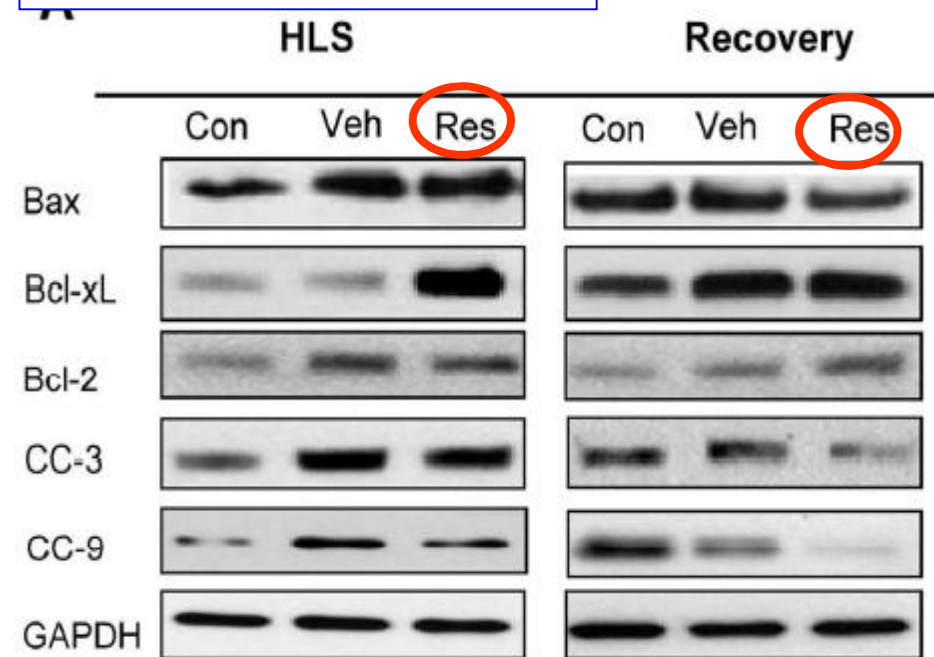 A
HLS Recovery
Con Veh Res Con Veh Res
Bax
Bcl-xL
Bcl-2
CC-3
CC-9
GAPDH